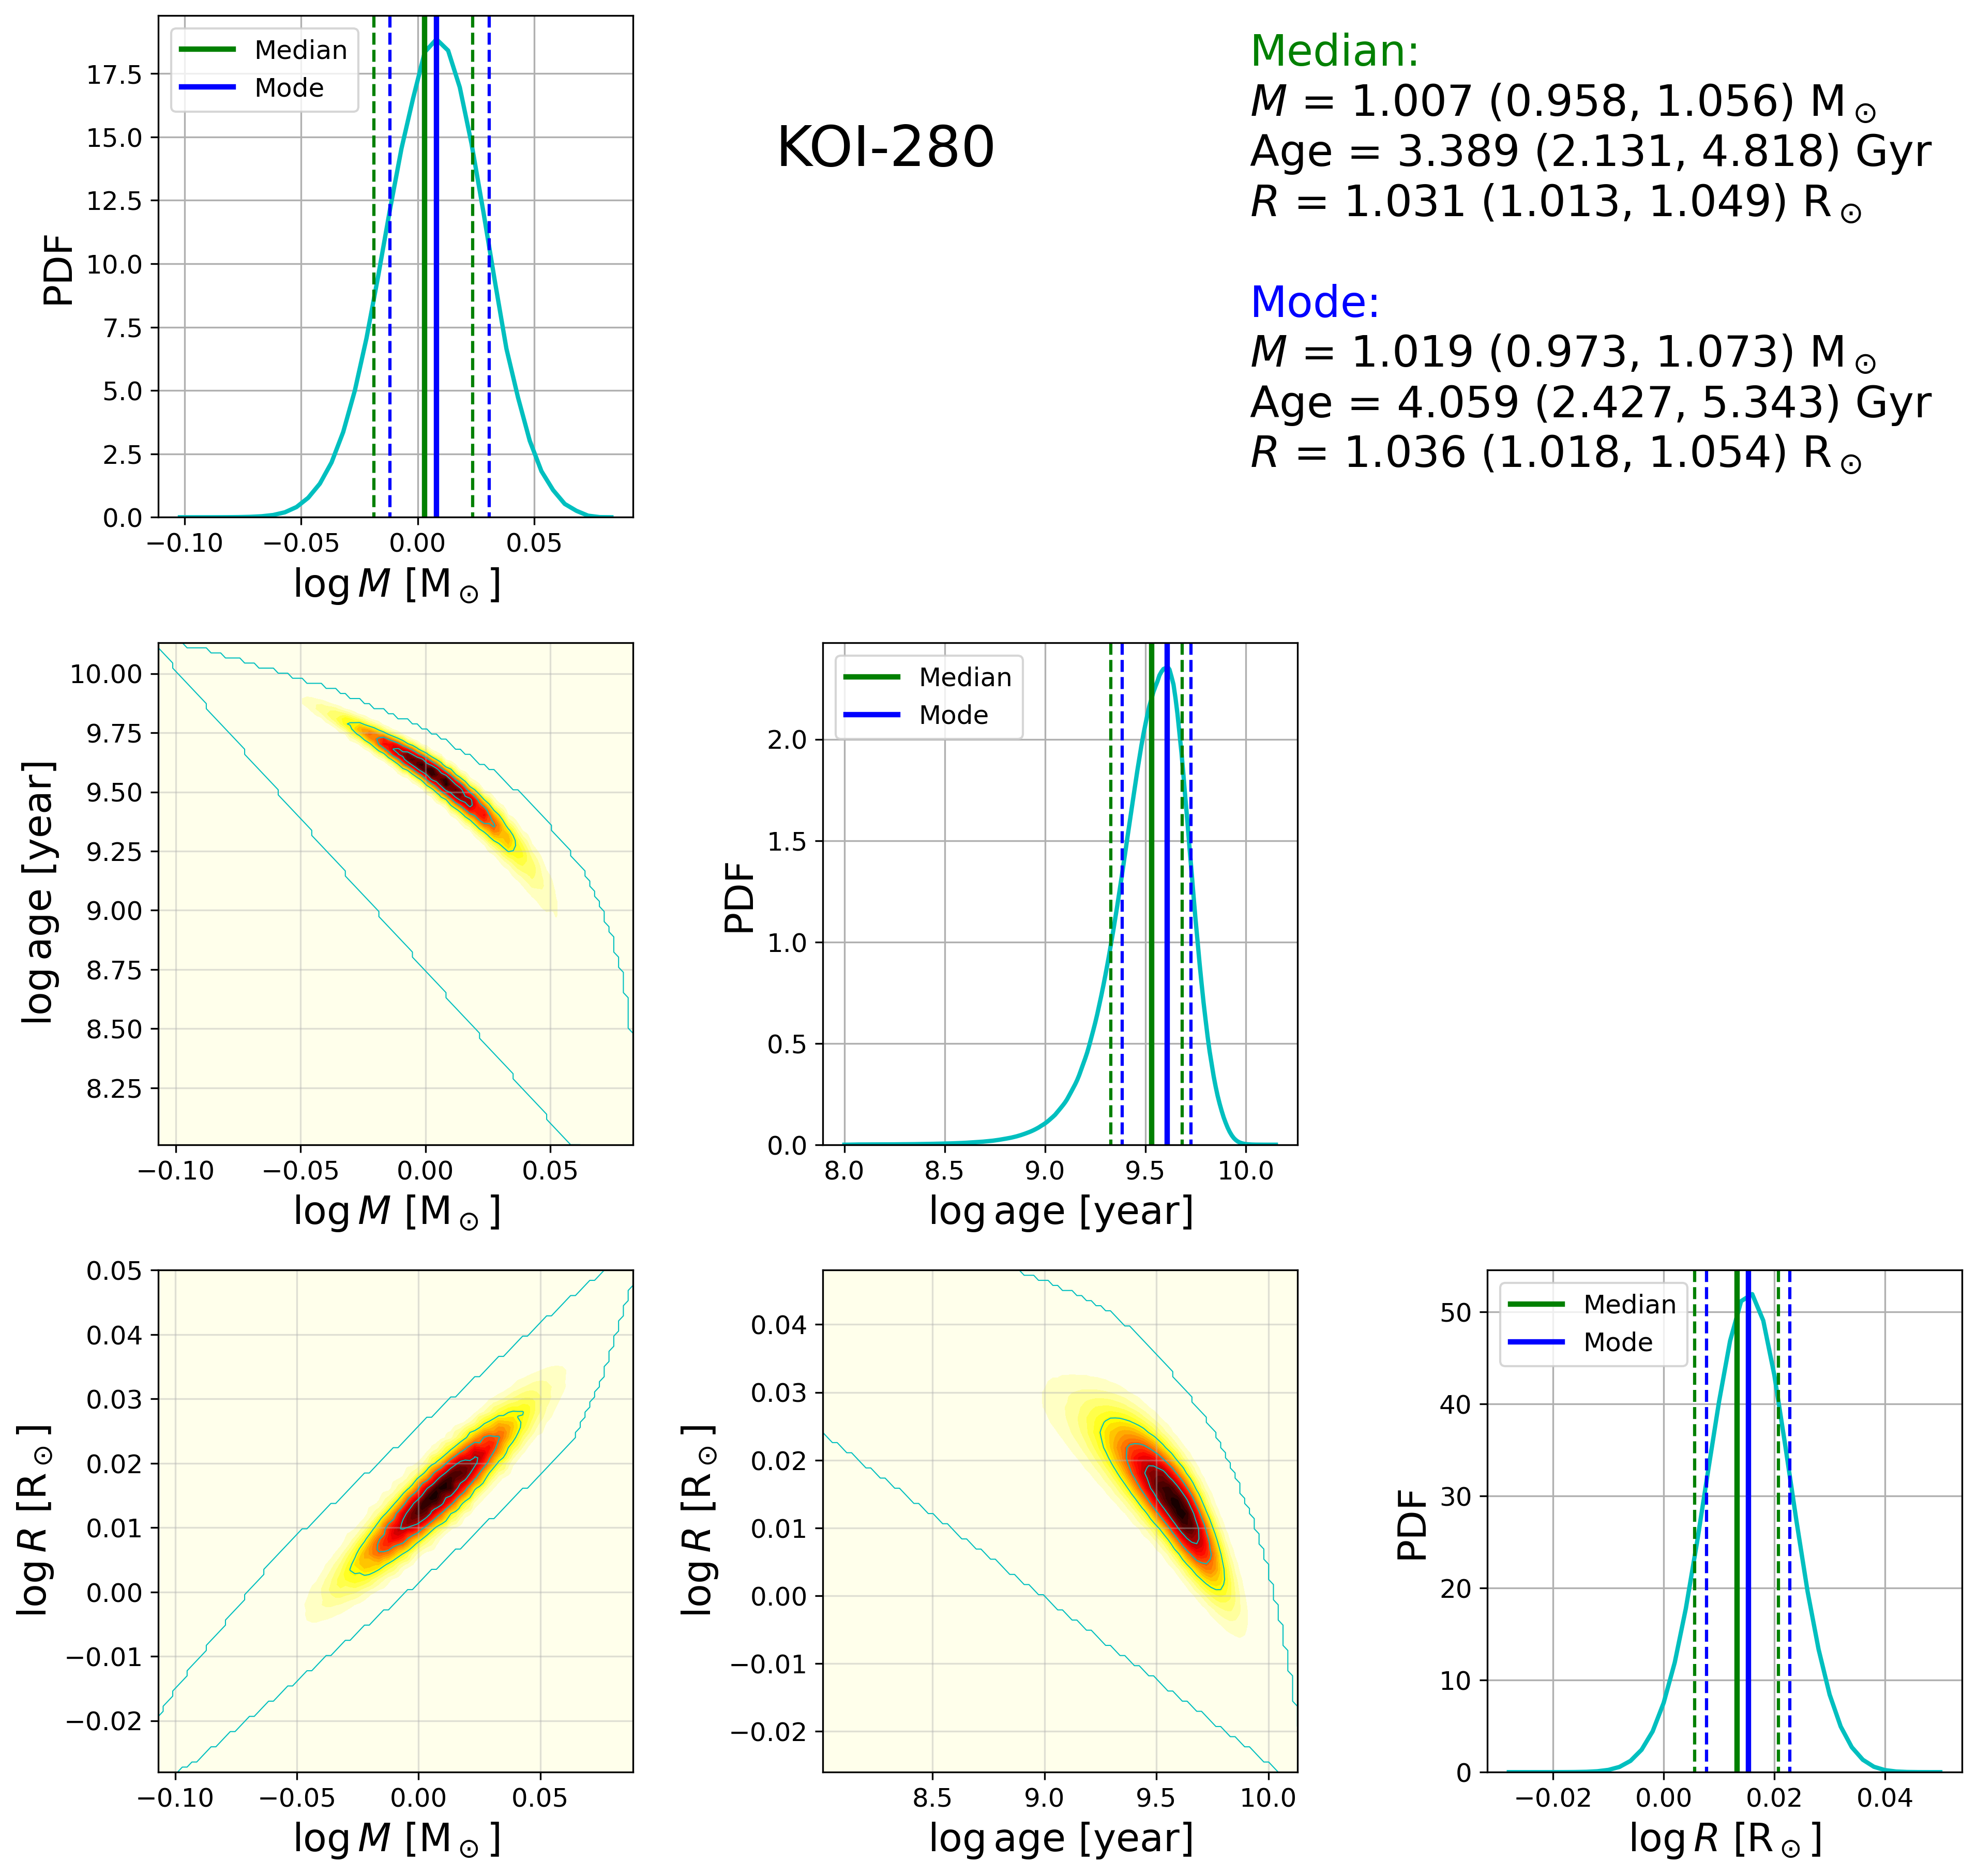 Median
Mode
17.5
15.0
12.5
10.0
7.5
5.0
2.5
0.0
PDF
−0.10 −0.05 0.00 0.05
log M [M⊙]
KOI-280
Median:
M = 1.007 (0.958, 1.056) M⊙
Age = 3.389 (2.131, 4.818) Gyr
R = 1.031 (1.013, 1.049) R⊙
Mode:
M = 1.019 (0.973, 1.073) M⊙
Age = 4.059 (2.427, 5.343) Gyr
R = 1.036 (1.018, 1.054) R⊙
10.00
9.75
9.50
9.25
9.00
8.75
8.50
8.25
log age [year]
−0.10 −0.05 0.00 0.05
log M [M⊙]
Median
Mode
2.0
1.5
1.0
0.5
0.0
PDF
8.0 8.5 9.0 9.5 10.0
log age [year]
0.05
0.04
0.03
0.02
0.01
0.00
−0.01
−0.02
log R [R⊙]
−0.10 −0.05 0.00 0.05
log M [M⊙]
0.04
0.03
0.02
0.01
0.00
−0.01
−0.02
log R [R⊙]
8.5 9.0 9.5 10.0
log age [year]
Median
Mode
50
40
30
20
10
0
PDF
−0.02 0.00 0.02 0.04
log R [R⊙]